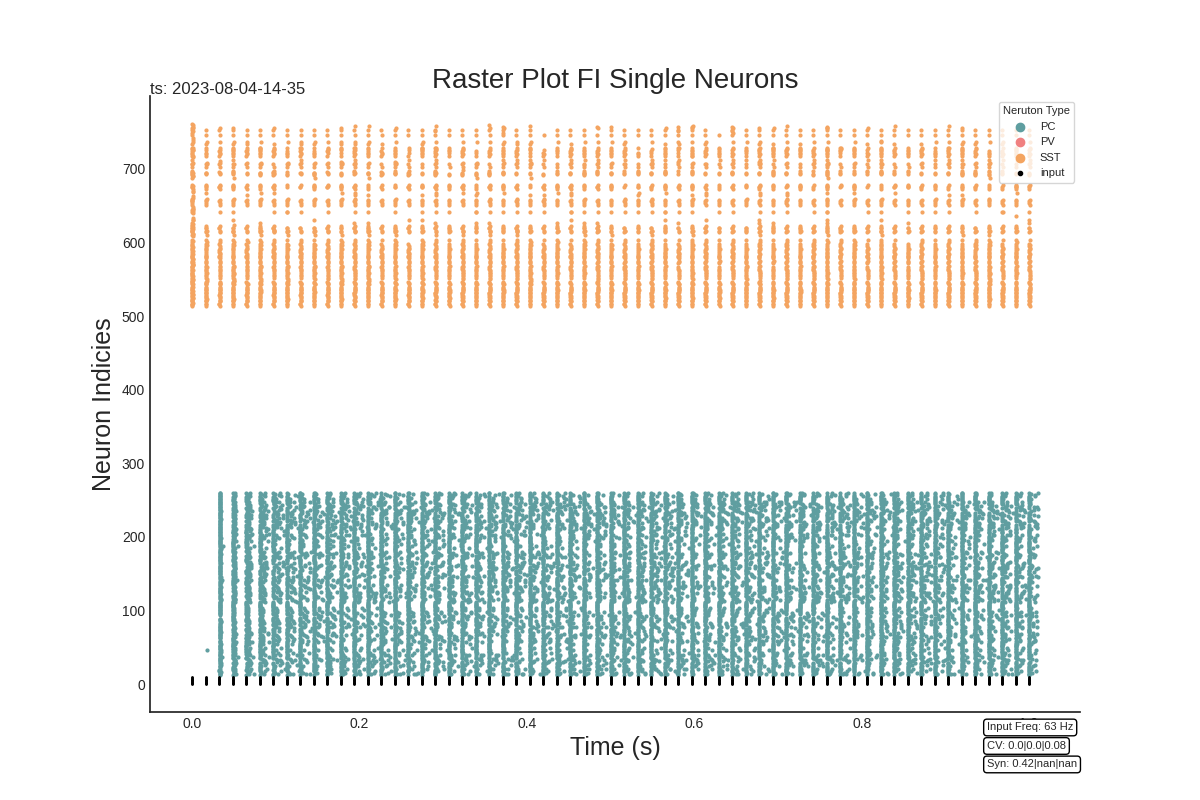 Raster Plot FI Single Neurons
ts: 2023-08-04-14-35
Neruton Type
PC
PV
SST
input
Neuron Indicies
700
600
500
400
300
200
100
0
0.0 0.2 0.4 0.6 0.8
Time (s)
Input Freq: 63 Hz
CV: 0.0|0.0|0.08
Syn: 0.42|nan|nan